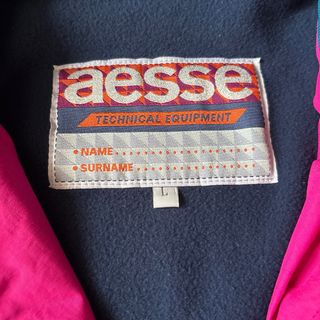 aesse
TECHNICAL EQUIPMENT
• NAME..................
• SURNAME.............
L